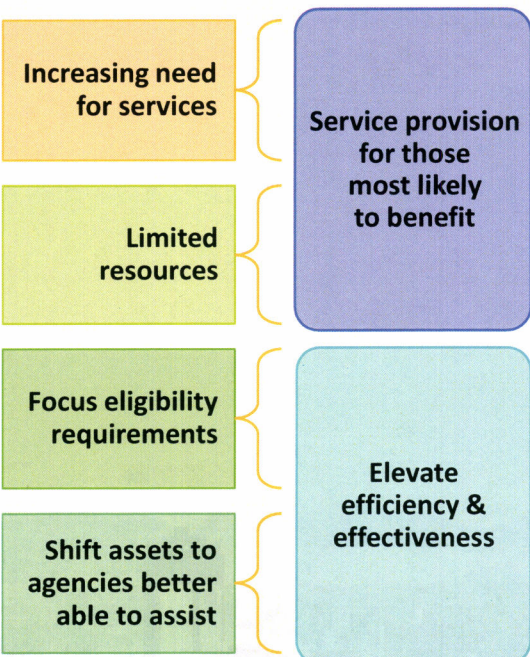 Increasing need
for services
Service provision
for those
most likely
to benefit
Limited
resources
Focus eligibility
requirements
Elevate
efficiency &
effectiveness
Shift assets to
agencies better
able to assist